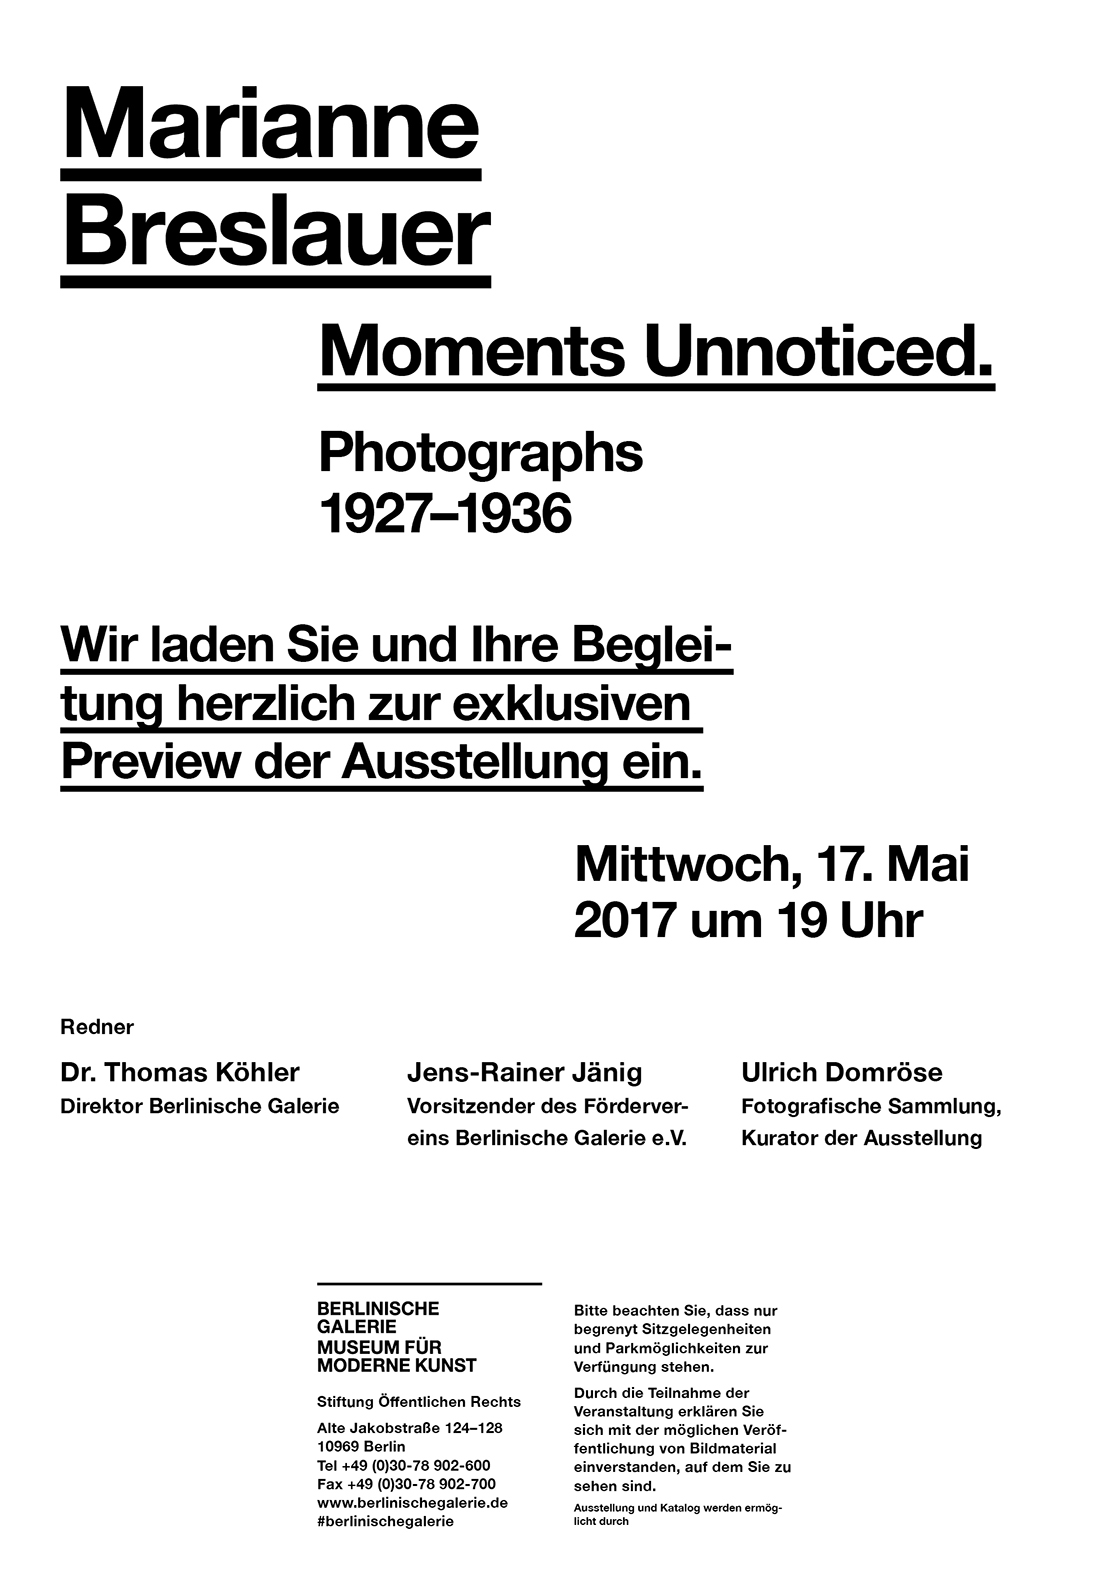 Marianne
Breslauer
Moments Unnoticed.
Photographs
1927–1936
Wir laden Sie und Ihre Beglei-
tung herzlich zur exklusiven
Preview der Ausstellung ein.
Mittwoch, 17. Mai
2017 um 19 Uhr
Redner
Dr. Thomas Köhler
Direktor Berlinische Galerie
Jens-Rainer Jänig
Vorsitzender des Förderver-
eins Berlinische Galerie e.V.
Ulrich Domröse
Fotografische Sammlung,
Kurator der Ausstellung
BERLINISCHE
GALERIE
MUSEUM FÜR
MODERNE KUNST
Stiftung Öffentlichen Rechts
Alte Jakobstraße 124–128
10969 Berlin
Tel +49 (0)30-78 902-600
Fax +49 (0)30-78 902-700
www.berlinischegalerie.de
#berlinischegalerie
Bitte beachten Sie, dass nur
begrenyt Sitzgelegenheiten
und Parkmöglichkeiten zur
Verfüngung stehen.
Durch die Teilnahme der
Veranstaltung erklären Sie
sich mit der möglichen Veröf-
fentlichung von Bildmaterial
einverstanden, auf dem Sie zu
sehen sind.
Ausstellung und Katalog werden ermög-
licht durch